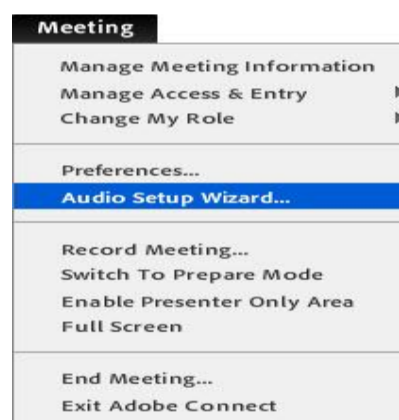 Meeting
Manage Meeting Information
Manage Access & Entry
Change My Role
Preferences...
Audio Setup Wizard...
Record Meeting...
Switch To Prepare Mode
Enable Presenter Only Area
Full Screen
End Meeting...
Exit Adobe Connect